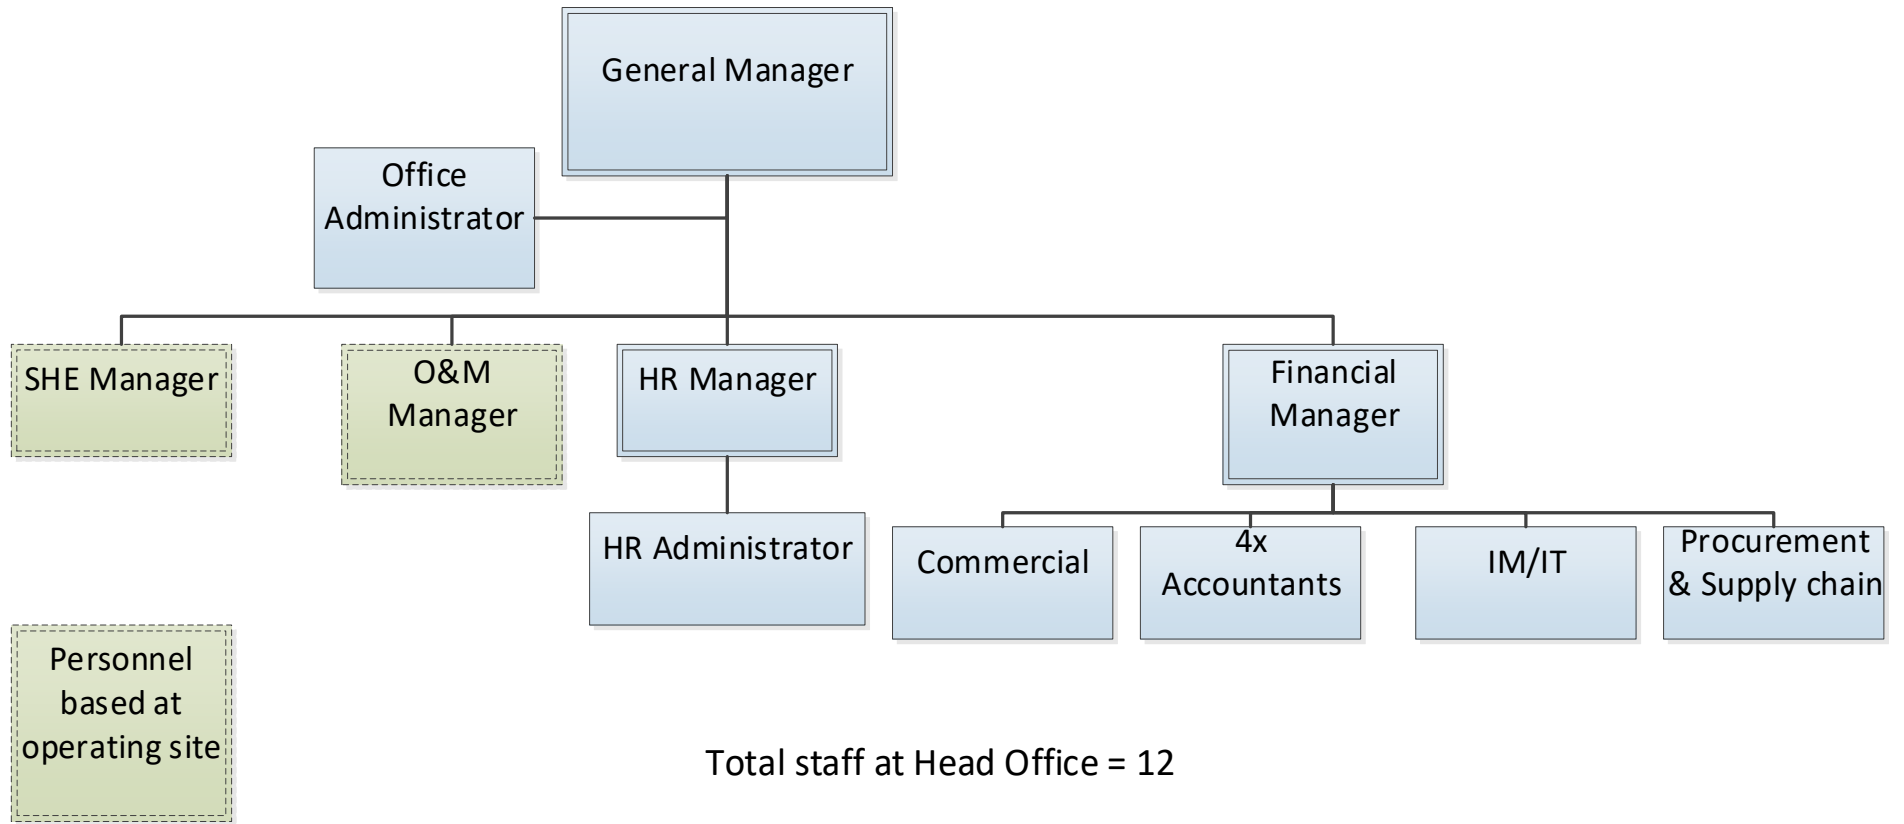 General Manager
Office
Administrator
SHE Manager
O&M
Manager
HR Manager
Financial
Manager
HR Administrator
Commercial
4x
Accountants
IM/IT
Procurement
& Supply chain
Personnel
based at
operating site
Total staff at Head Office = 12